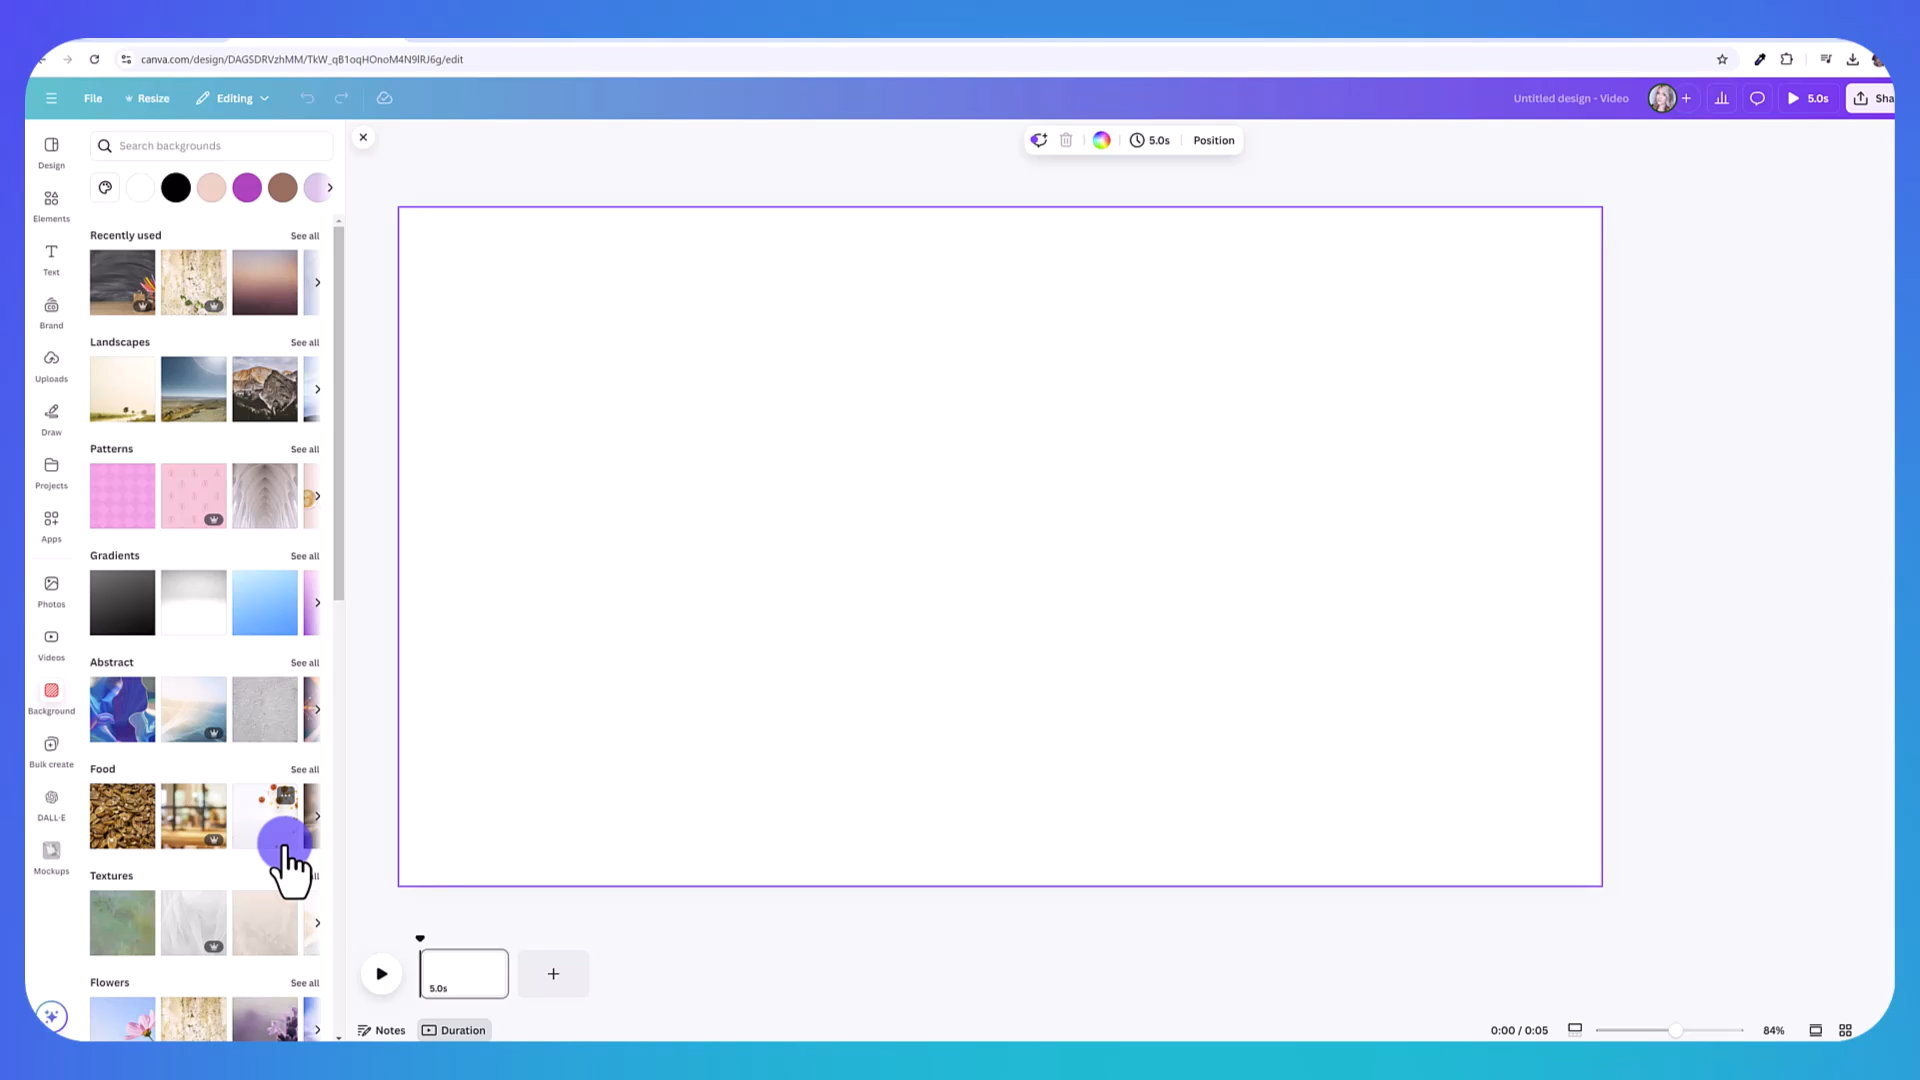 canva.com/design/DAGSDRVzhMM/TkW_qB1oqHOnoM4N9lRJ6g/edit
File
Resize
Editing
Untitled design - Video
5.0s
Sha
Design
Elements
Text
Brand
Uploads
Draw
Projects
Apps
Photos
Videos
Background
Bulk create
DALL·E
Mockups
Search backgrounds
Recently used
See all
Landscapes
See all
Patterns
See all
Gradients
See all
Abstract
See all
Food
See all
Textures
Flowers
See all
5.0s
Position
5.0s
Notes
Duration
0:00 / 0:05
84%